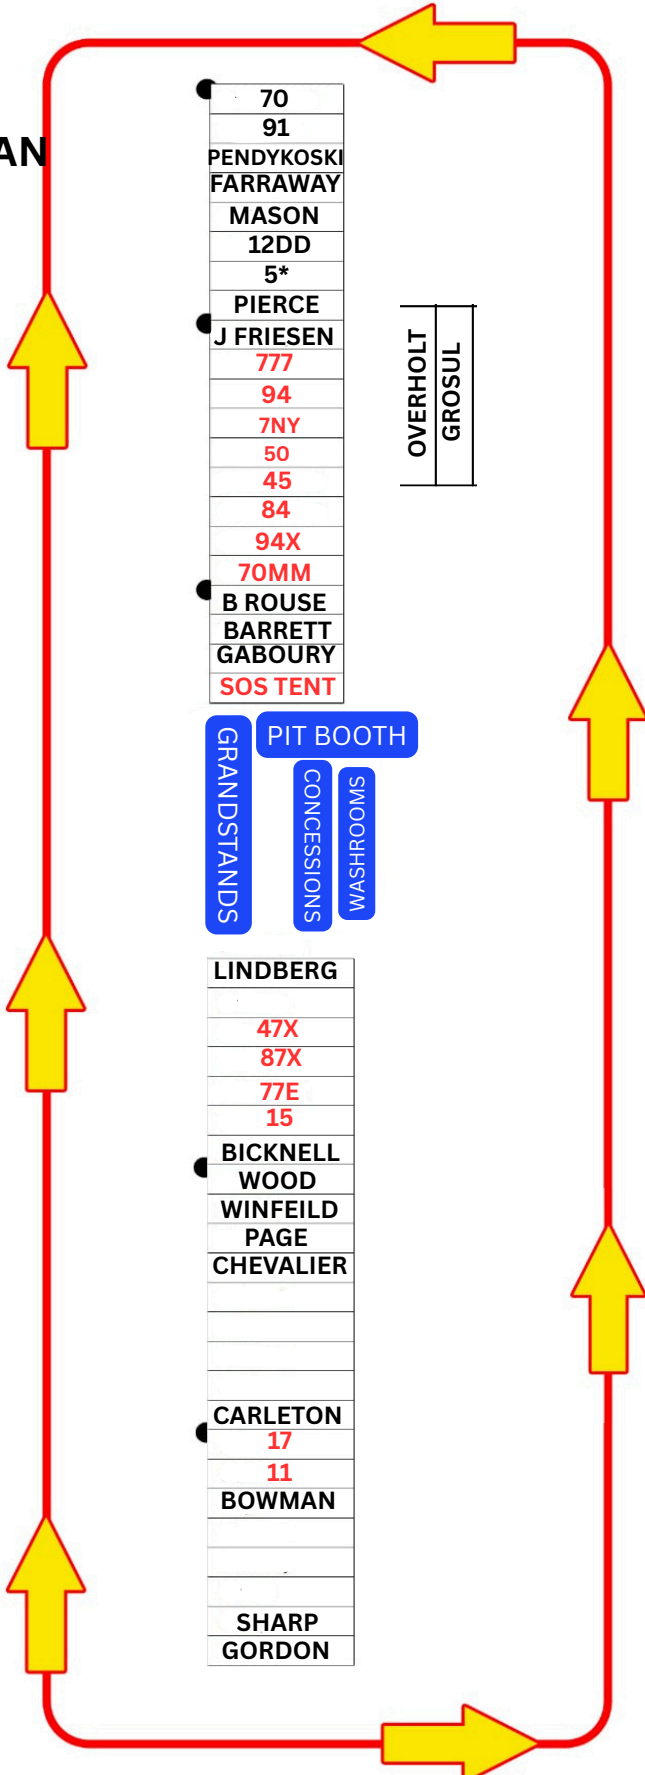 70
91
AN
PENDYKOSKI
FARRAWAY
MASON
12DD
5*
PIERCE
J FRIESEN
777
94
7NY
50
45
84
94X
70MM
B ROUSE
BARRETT
GABOURY
SOS TENT
OVERHOLT
GROSUL
PIT BOOTH
GRANDSTANDS
CONCESSIONS
WASHROOMS
LINDBERG
47X
87X
77E
15
BICKNELL
WOOD
WINFEILD
PAGE
CHEVALIER
CARLETON
17
11
BOWMAN
SHARP
GORDON